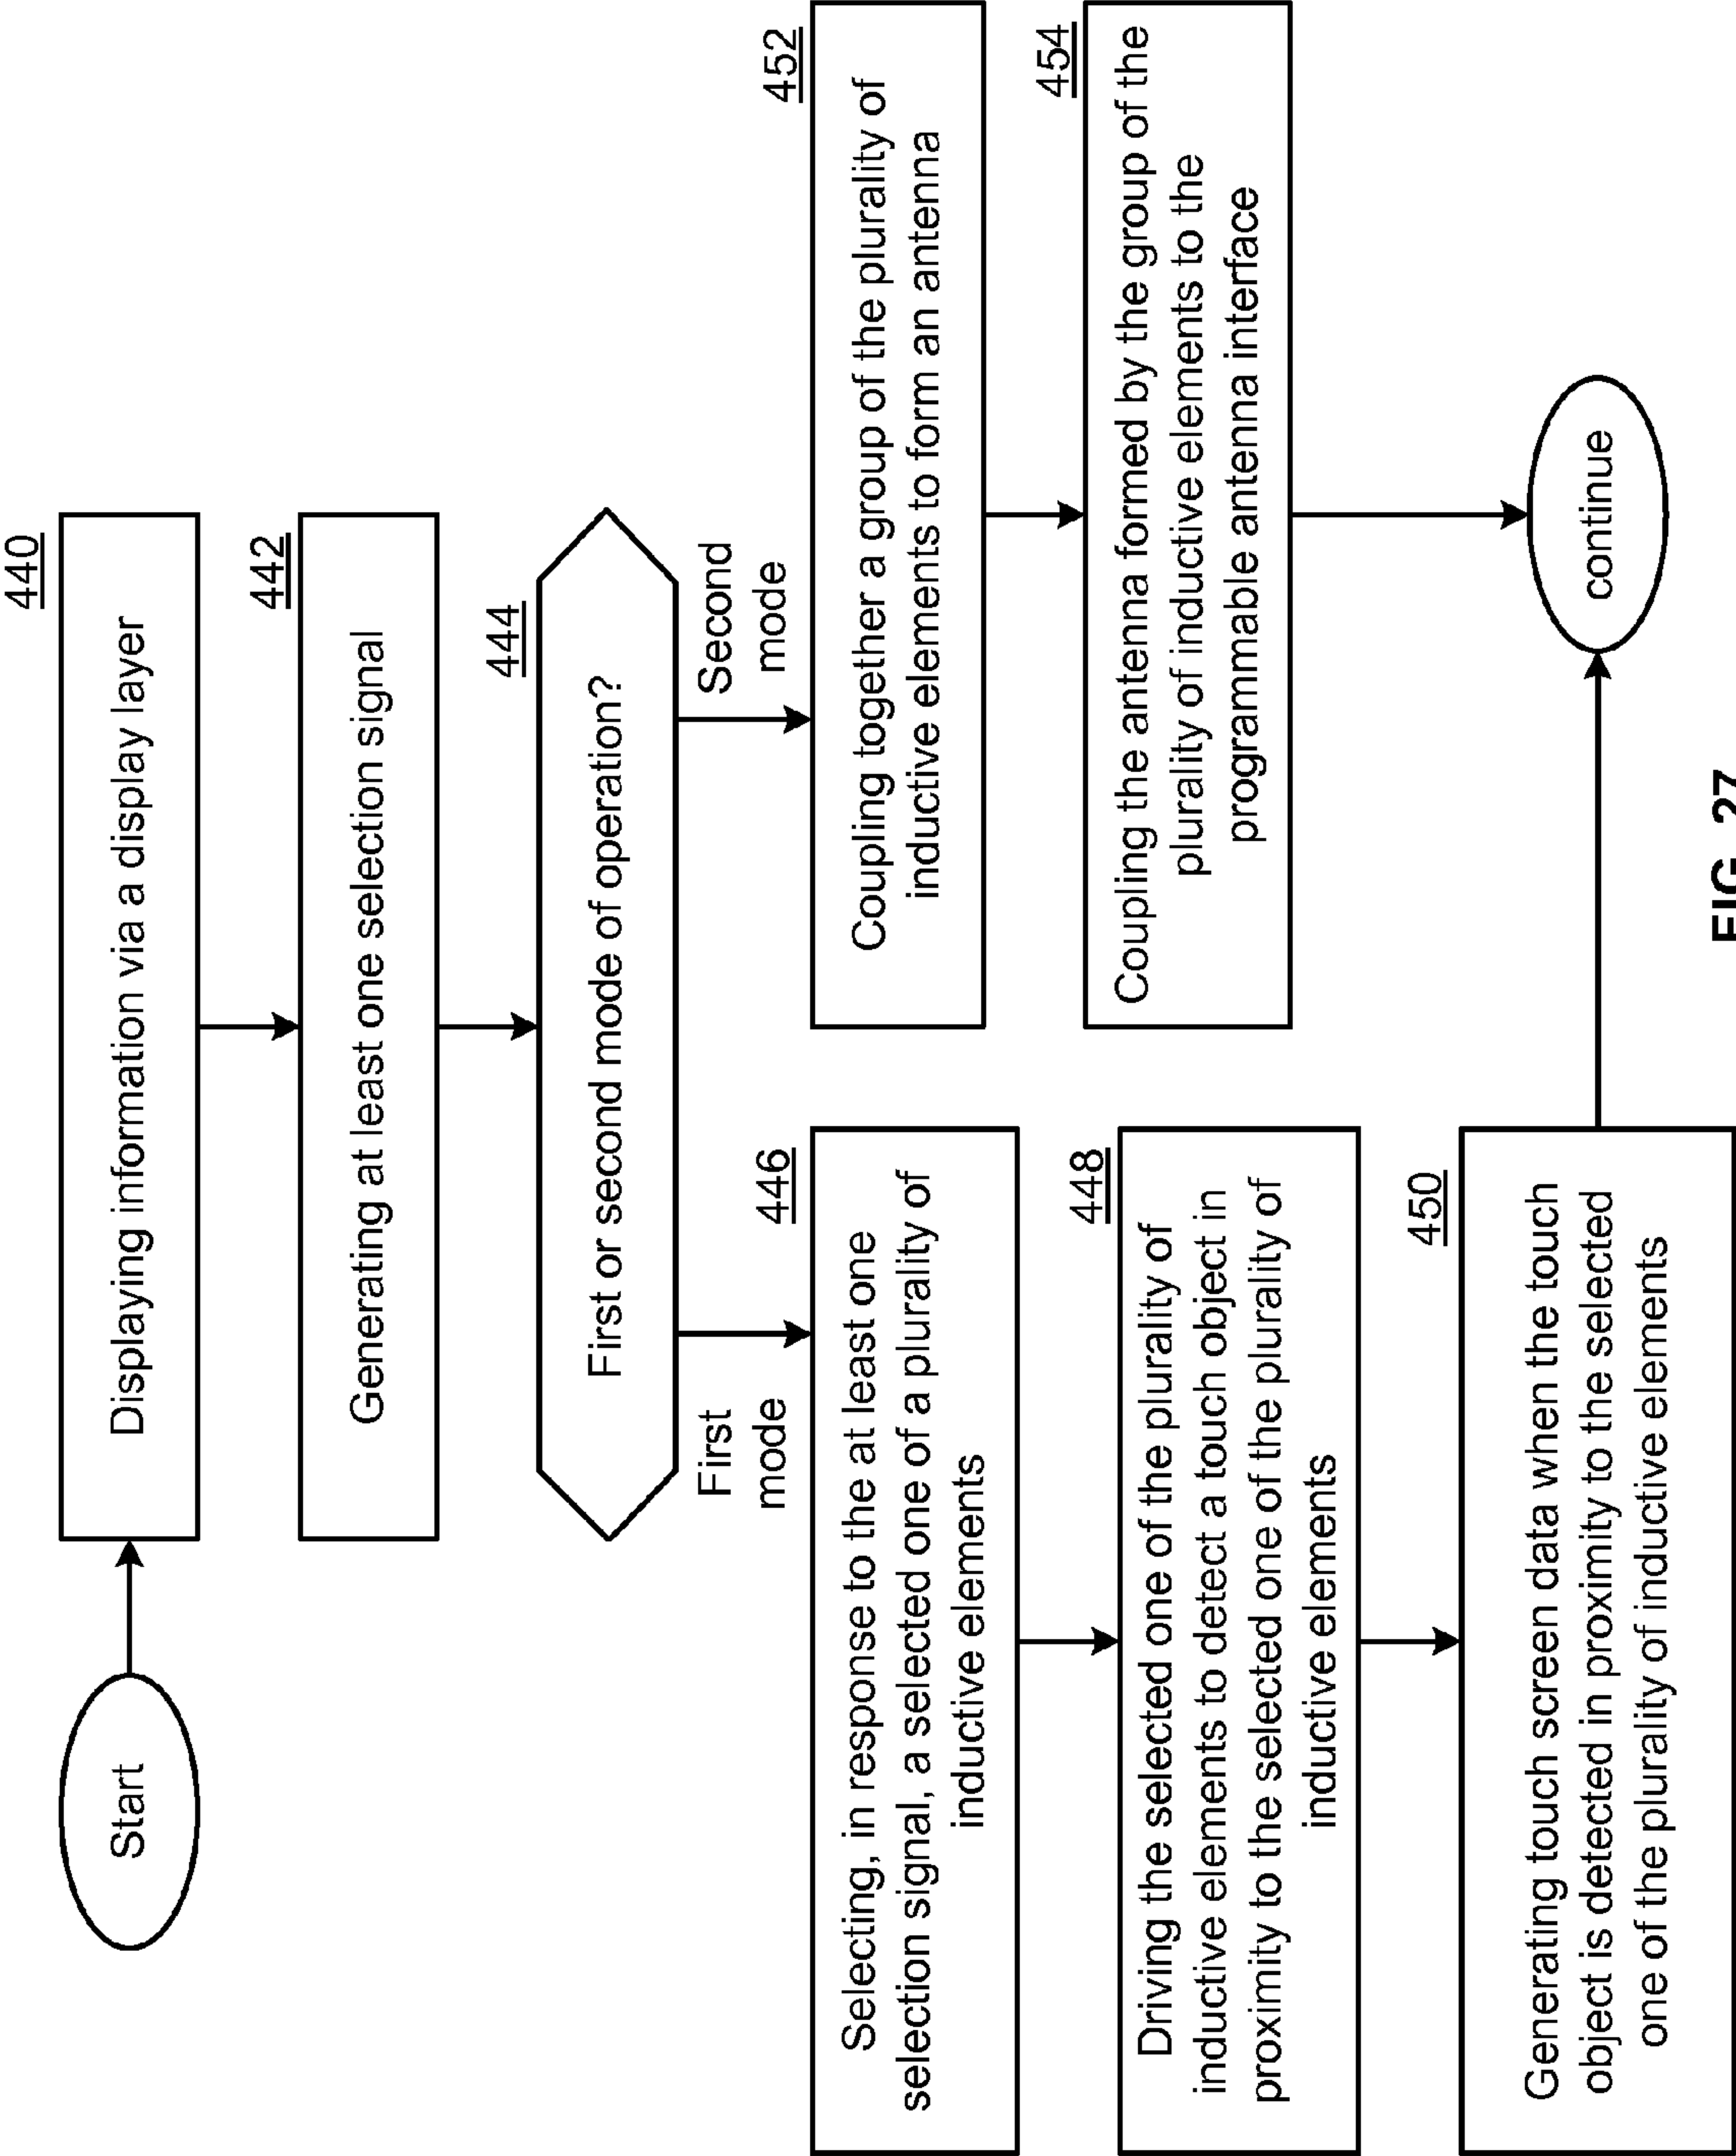 Start
440
Displaying information via a display layer
442
Generating at least one selection signal
444
First or second mode of operation?
First
mode
Second
mode
446
Selecting, in response to the at least one
selection signal, a selected one of a plurality of
inductive elements
448
Driving the selected one of the plurality of
inductive elements to detect a touch object in
proximity to the selected one of the plurality of
inductive elements
450
Generating touch screen data when the touch
object is detected in proximity to the selected
one of the plurality of inductive elements
452
Coupling together a group of the plurality of
inductive elements to form an antenna
454
Coupling the antenna formed by the group of the
plurality of inductive elements to the
programmable antenna interface
continue
FIG. 27